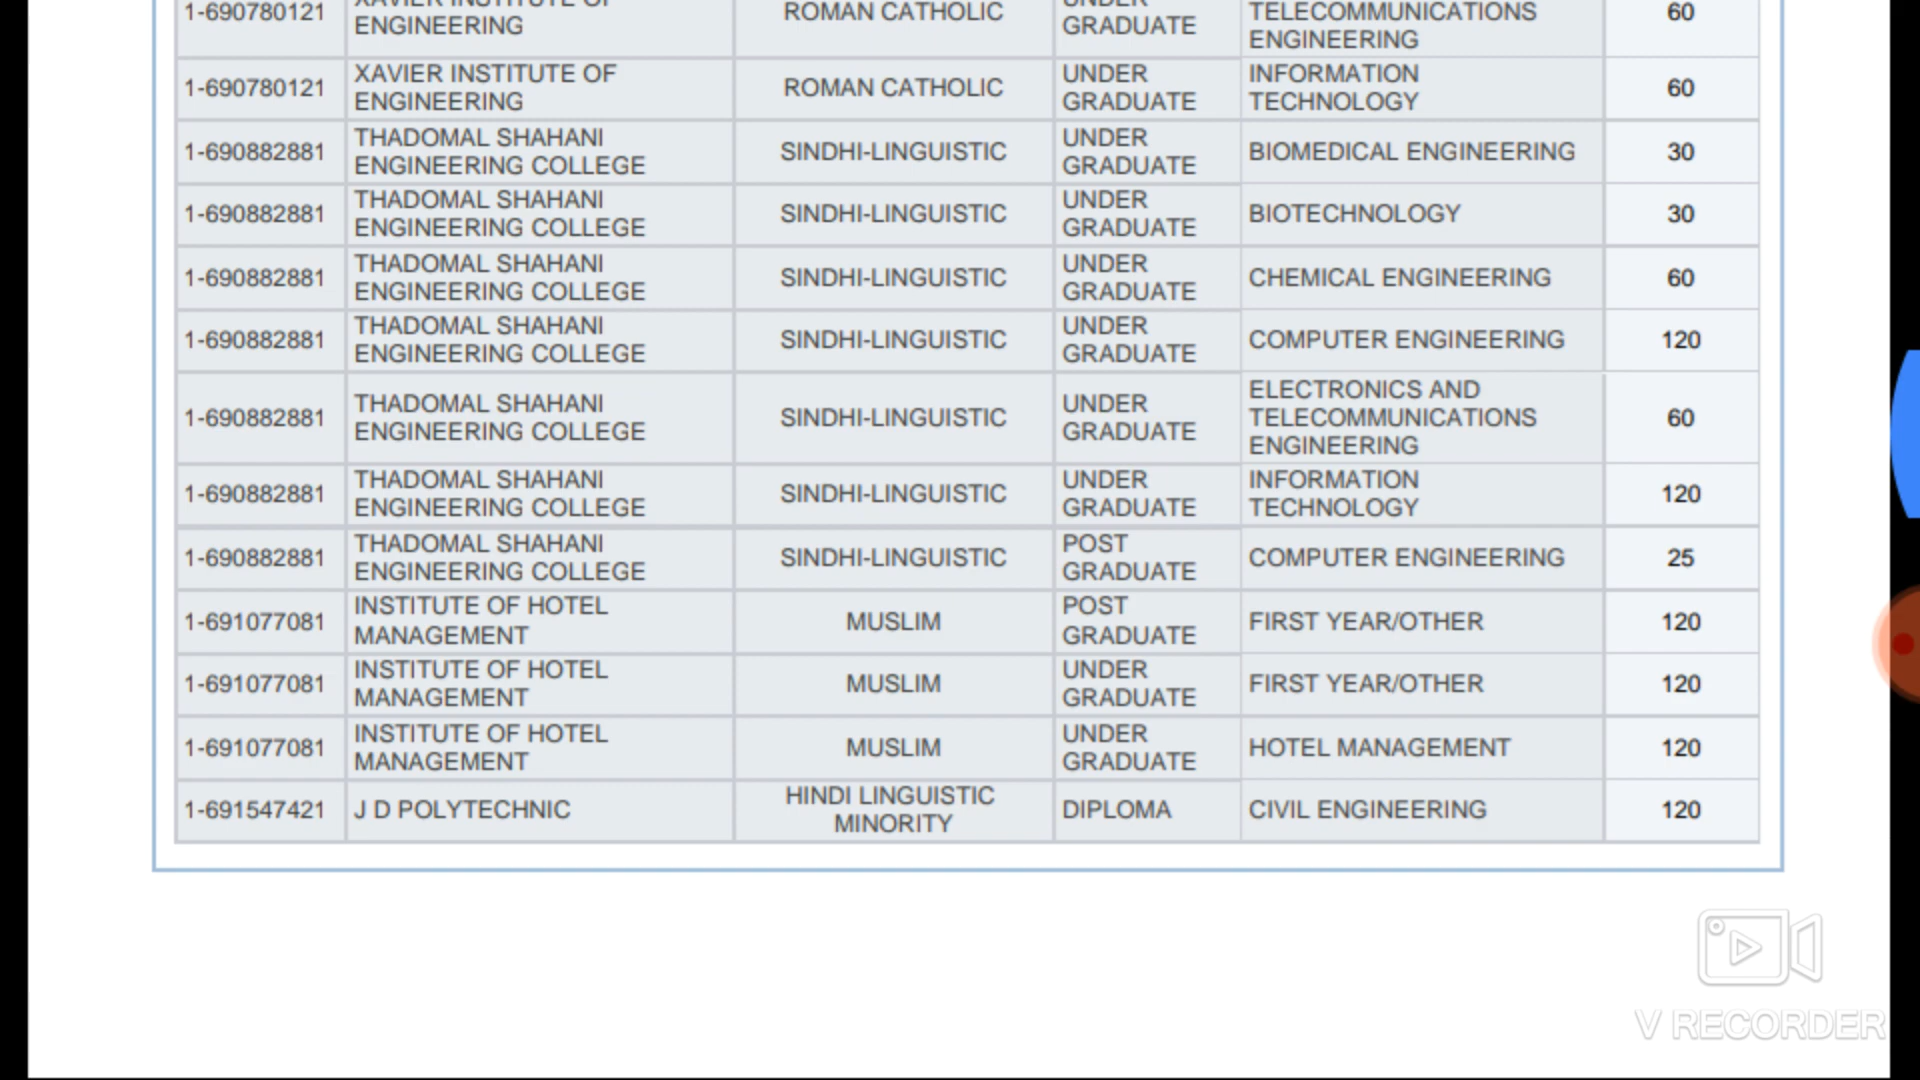 1-690780121
XAVIER INSTITUTE OF
ENGINEERING
ROMAN CATHOLIC
UNDER
GRADUATE
TELECOMMUNICATIONS
ENGINEERING
60
1-690780121
XAVIER INSTITUTE OF
ENGINEERING
ROMAN CATHOLIC
UNDER
GRADUATE
INFORMATION
TECHNOLOGY
60
1-690882881
THADOMAL SHAHANI
ENGINEERING COLLEGE
SINDHI-LINGUISTIC
UNDER
GRADUATE
BIOMEDICAL ENGINEERING
30
1-690882881
THADOMAL SHAHANI
ENGINEERING COLLEGE
SINDHI-LINGUISTIC
UNDER
GRADUATE
BIOTECHNOLOGY
30
1-690882881
THADOMAL SHAHANI
ENGINEERING COLLEGE
SINDHI-LINGUISTIC
UNDER
GRADUATE
CHEMICAL ENGINEERING
60
1-690882881
THADOMAL SHAHANI
ENGINEERING COLLEGE
SINDHI-LINGUISTIC
UNDER
GRADUATE
COMPUTER ENGINEERING
120
1-690882881
THADOMAL SHAHANI
ENGINEERING COLLEGE
SINDHI-LINGUISTIC
UNDER
GRADUATE
ELECTRONICS AND
TELECOMMUNICATIONS
ENGINEERING
60
1-690882881
THADOMAL SHAHANI
ENGINEERING COLLEGE
SINDHI-LINGUISTIC
UNDER
GRADUATE
INFORMATION
TECHNOLOGY
120
1-690882881
THADOMAL SHAHANI
ENGINEERING COLLEGE
SINDHI-LINGUISTIC
POST
GRADUATE
COMPUTER ENGINEERING
25
1-691077081
INSTITUTE OF HOTEL
MANAGEMENT
MUSLIM
POST
GRADUATE
FIRST YEAR/OTHER
120
1-691077081
INSTITUTE OF HOTEL
MANAGEMENT
MUSLIM
UNDER
GRADUATE
FIRST YEAR/OTHER
120
1-691077081
INSTITUTE OF HOTEL
MANAGEMENT
MUSLIM
UNDER
GRADUATE
HOTEL MANAGEMENT
120
1-691547421
J D POLYTECHNIC
HINDI LINGUISTIC
MINORITY
DIPLOMA
CIVIL ENGINEERING
120
V RECORDER